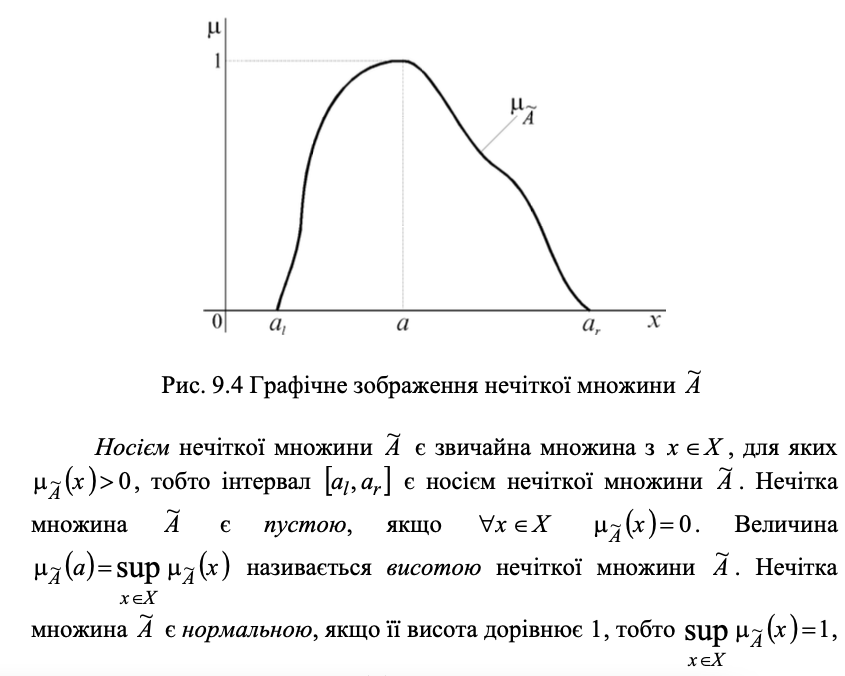 μ
1
μ_Ã
0 a_l a a_r x
Рис. 9.4 Графічне зображення нечіткої множини Ã
Носієм нечіткої множини Ã є звичайна множина з x ∈ X, для яких
μ_Ã(x)>0, тобто інтервал [a_l, a_r] є носієм нечіткої множини Ã. Нечітка
множина Ã є пустою, якщо ∀x ∈ X μ_Ã(x)=0. Величина
μ_Ã(a)=sup μ_Ã(x) називається висотою нечіткої множини Ã. Нечітка
x∈X
множина Ã є нормальною, якщо її висота дорівнює 1, тобто sup μ_Ã(x)=1,
x∈X